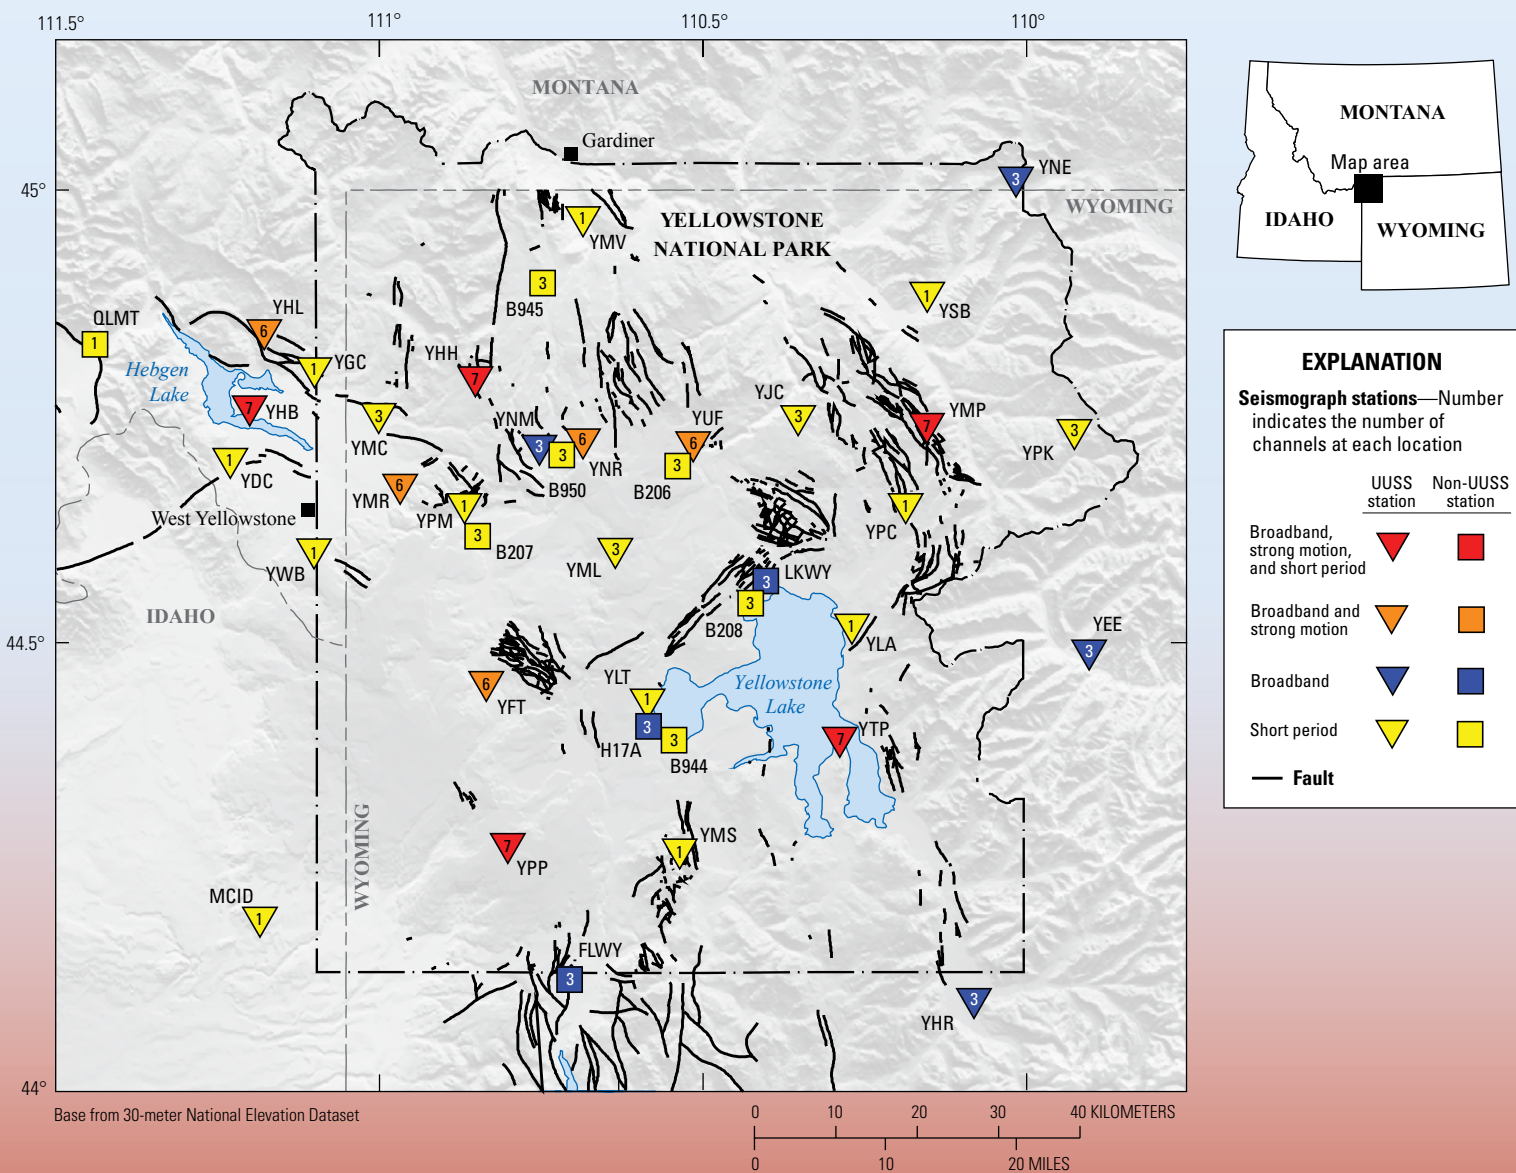 111.5°
111°
110.5°
110°
MONTANA
Gardiner
45°
3
YNE
WYOMING
1
YMV
YELLOWSTONE
NATIONAL PARK
3
B945
1
YSB
QLMT
1
YHL
6
Hebgen
Lake
1
YGC
YHH
7
7
YHB
3
YMC
YNM
3
6
YNR
3
B950
YUF
6
3
B206
YJC
3
YMP
7
3
YPK
1
YDC
6
YMR
1
YPM
3
B207
West Yellowstone
1
YWB
3
YML
1
YPC
3
LKWY
3
B208
IDAHO
1
YLA
YEE
3
44.5°
6
YFT
YLT
1
3
H17A
3
B944
Yellowstone
Lake
YTP
7
7
YPP
1
YMS
WYOMING
MCID
1
FLWY
3
3
YHR
44°
Base from 30-meter National Elevation Dataset
0 10 20 30 40 KILOMETERS
0 10 20 MILES
MONTANA
Map area
IDAHO
WYOMING
EXPLANATION
Seismograph stations—Number
indicates the number of
channels at each location
UUSS
station
Non-UUSS
station
Broadband,
strong motion,
and short period
Broadband and
strong motion
Broadband
Short period
Fault